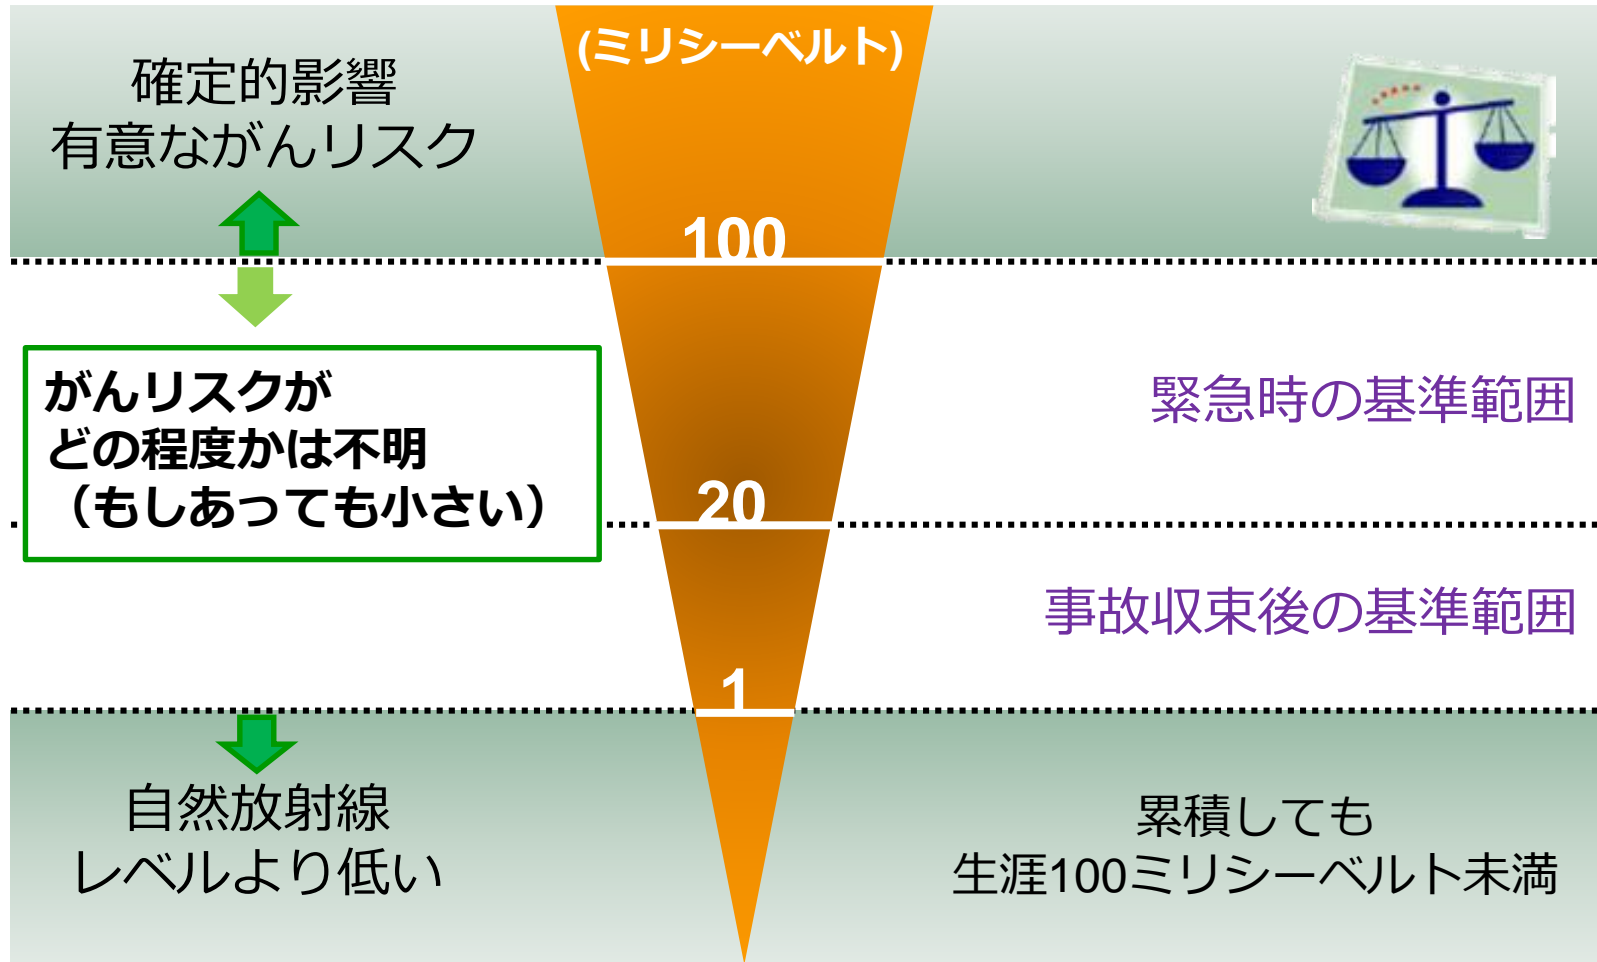 (ミリシーベルト)
確定的影響
有意ながんリスク
100
がんリスクが
どの程度かは不明
（もしあっても小さい）
緊急時の基準範囲
20
事故収束後の基準範囲
1
自然放射線
レベルより低い
累積しても
生涯100ミリシーベルト未満